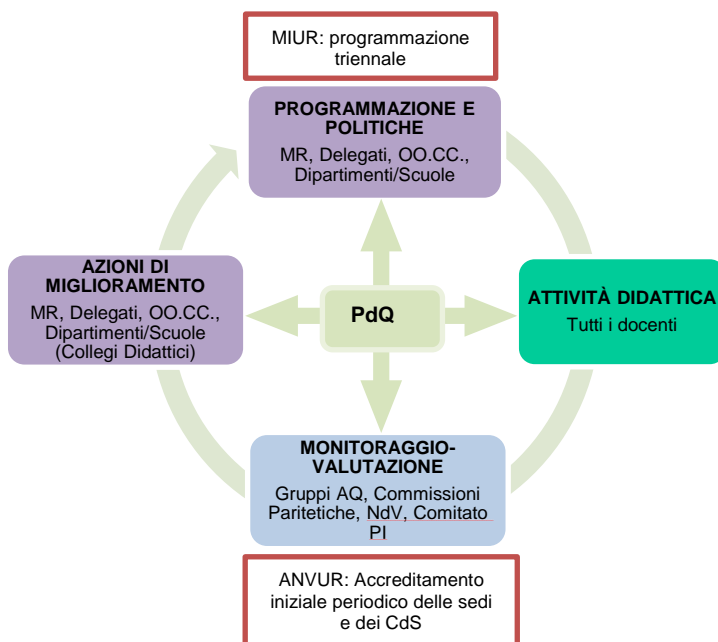 MIUR: programmazione
triennale
PROGRAMMAZIONE E
POLITICHE
MR, Delegati, OO.CC.,
Dipartimenti/Scuole
AZIONI DI
MIGLIORAMENTO
MR, Delegati, OO.CC.,
Dipartimenti/Scuole
(Collegi Didattici)
PdQ
ATTIVITÀ DIDATTICA
Tutti i docenti
MONITORAGGIO-
VALUTAZIONE
Gruppi AQ, Commissioni
Paritetiche, NdV, Comitato
PI
ANVUR: Accreditamento
iniziale periodico delle sedi
e dei CdS